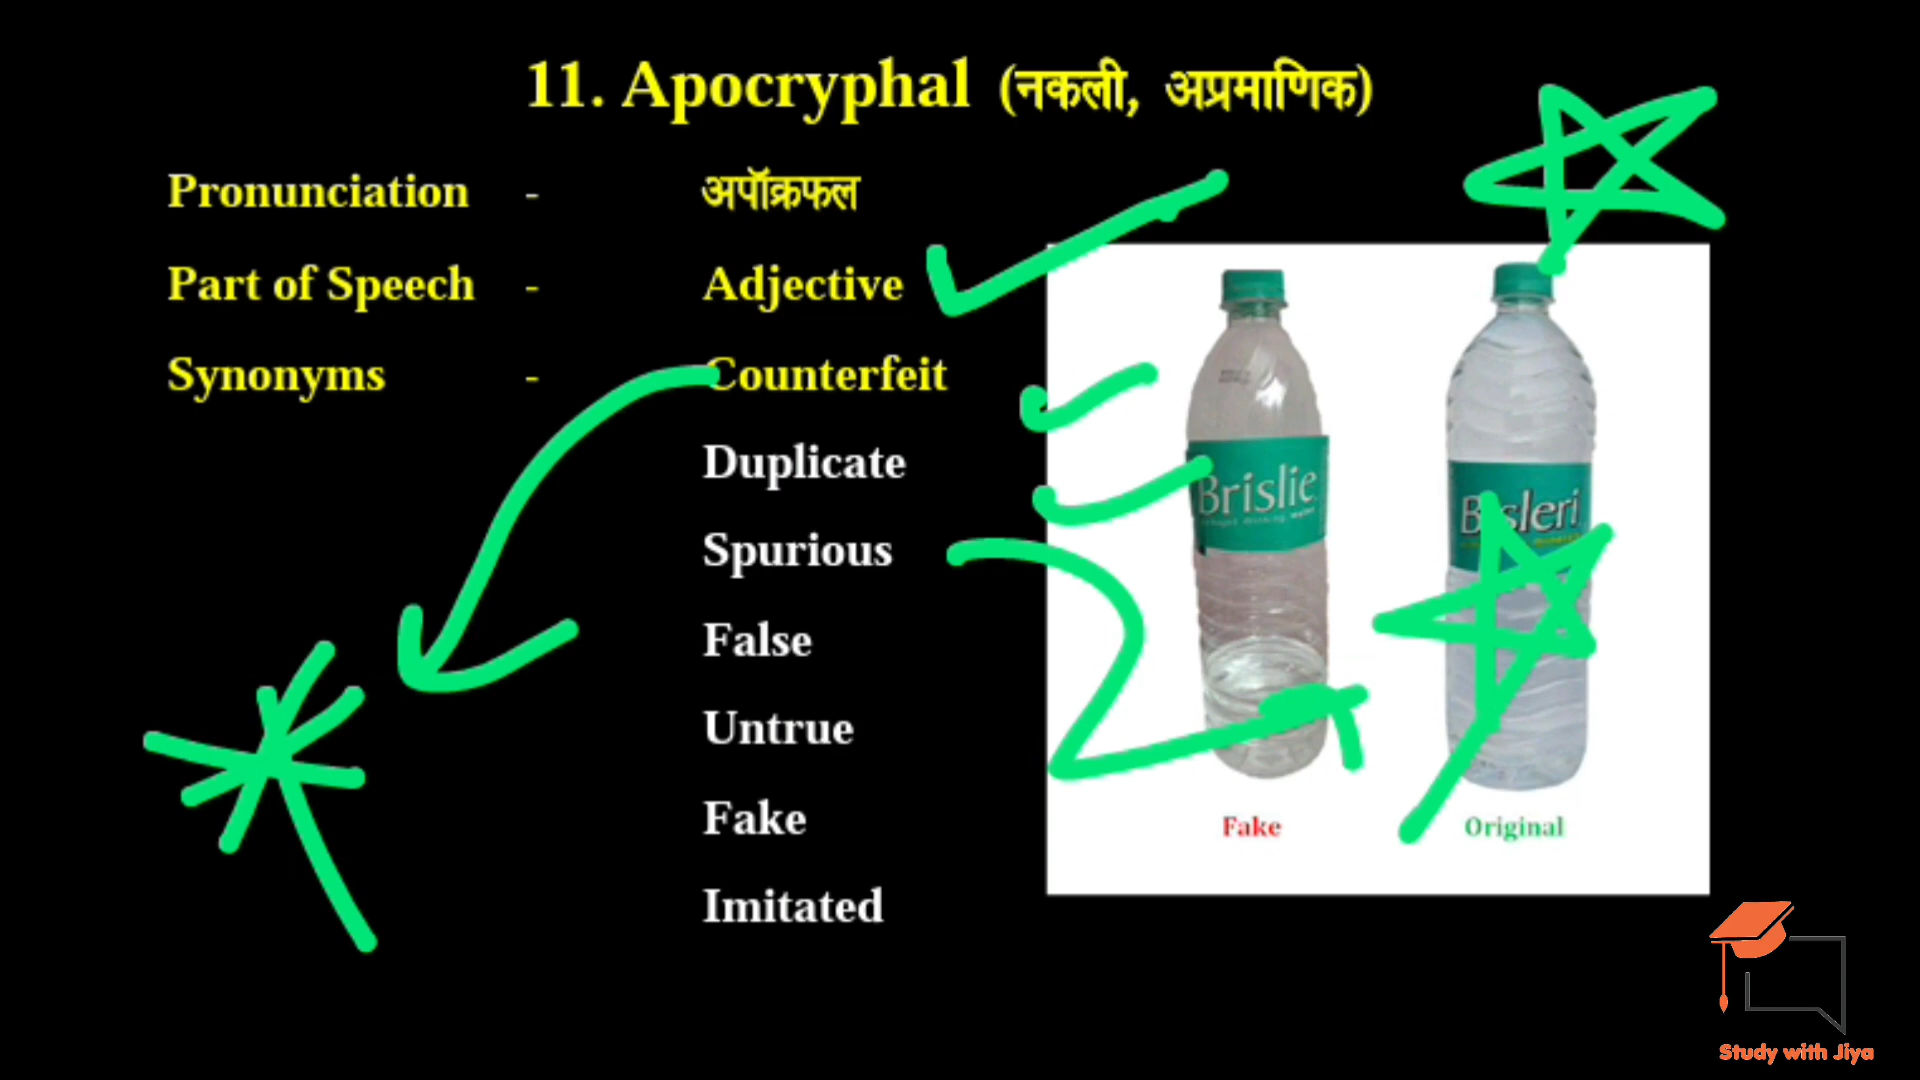 11. Apocryphal (नकली, अप्रमाणिक)
Pronunciation - अपॉक्रफल
Part of Speech - Adjective
Synonyms - Counterfeit
Duplicate
Spurious
False
Untrue
Fake
Imitated
Brislie
Bisleri
Fake
Original
Study with Jiya